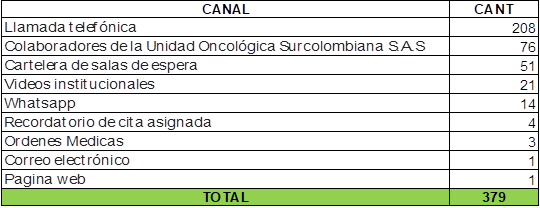 CANAL CANT
Llamada telefónica 208
Colaboradores de la Unidad Oncológica Surcolombiana S.A.S 76
Cartelera de salas de espera 51
Videos institucionales 21
Whatsapp 14
Recordatorio de cita asignada 4
Ordenes Medicas 3
Correo electrónico 1
Pagina web 1
TOTAL 379